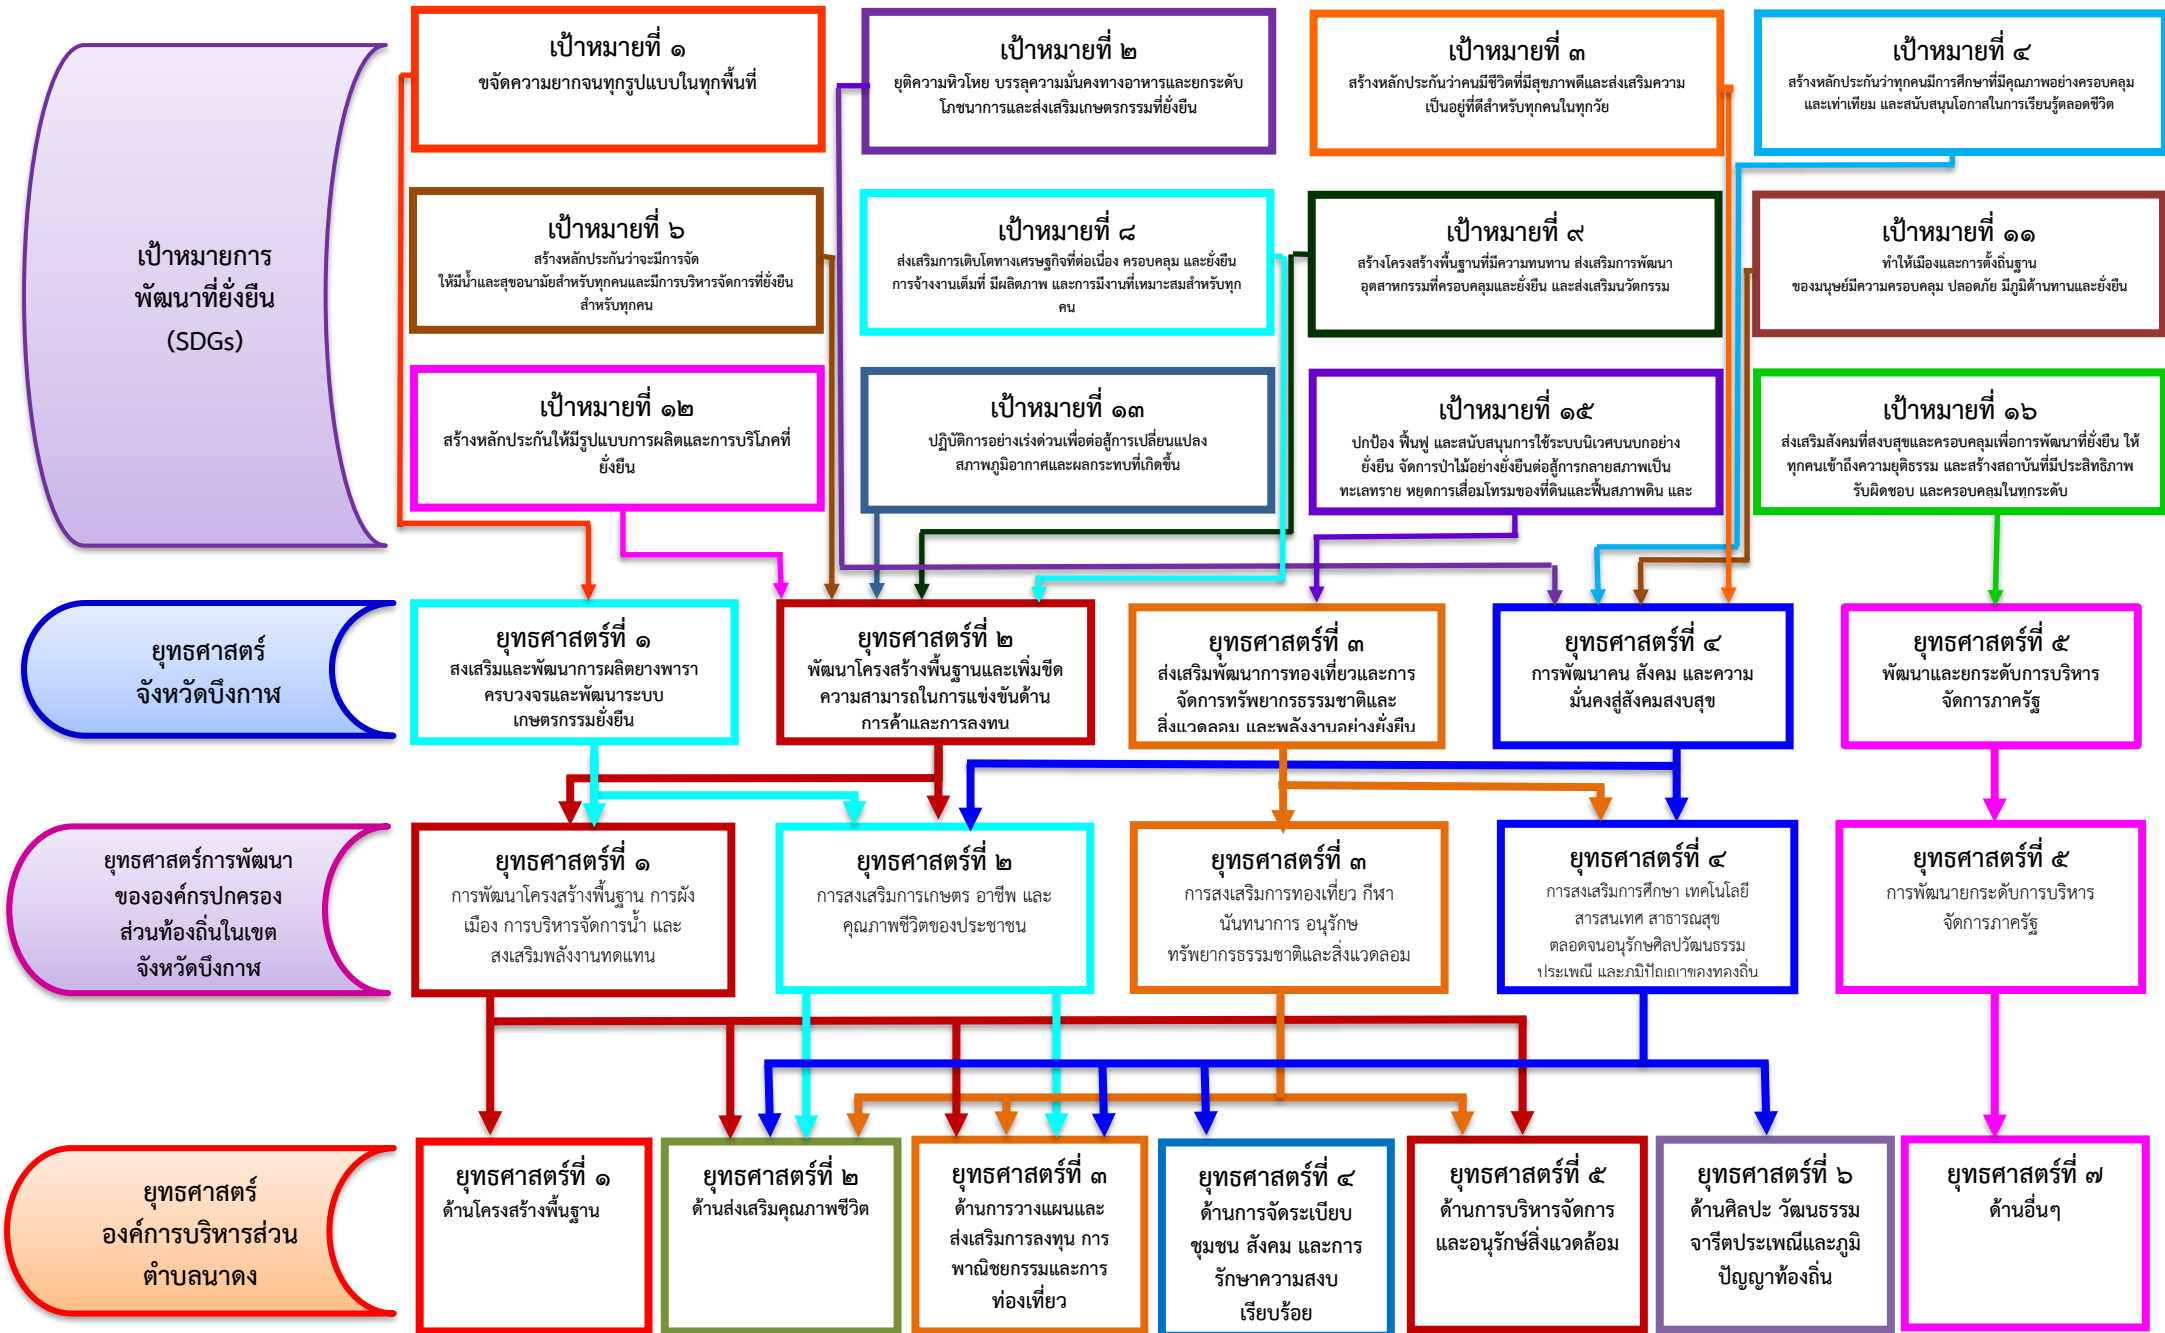 เป้าหมายการ
พัฒนาที่ยั่งยืน
(SDGs)
เป้าหมายที่ ๑
ขจัดความยากจนทุกรูปแบบในทุกพื้นที่
เป้าหมายที่ ๒
ยุติความหิวโหย บรรลุความมั่นคงทางอาหารและยกระดับ
โภชนาการและส่งเสริมเกษตรกรรมที่ยั่งยืน
เป้าหมายที่ ๓
สร้างหลักประกันว่าคนมีชีวิตที่มีสุขภาพดีและส่งเสริมความ
เป็นอยู่ที่ดีสำหรับทุกคนในทุกวัย
เป้าหมายที่ ๔
สร้างหลักประกันว่าทุกคนมีการศึกษาที่มีคุณภาพอย่างครอบคลุม
และเท่าเทียม และสนับสนุนโอกาสในการเรียนรู้ตลอดชีวิต
เป้าหมายที่ ๖
สร้างหลักประกันว่าจะมีการจัด
ให้มีน้ำและสุขอนามัยสำหรับทุกคนและมีการบริหารจัดการที่ยั่งยืน
สำหรับทุกคน
เป้าหมายที่ ๘
ส่งเสริมการเติบโตทางเศรษฐกิจที่ต่อเนื่อง ครอบคลุม และยั่งยืน
การจ้างงานเต็มที่ มีผลิตภาพ และการมีงานที่เหมาะสมสำหรับทุก
คน
เป้าหมายที่ ๙
สร้างโครงสร้างพื้นฐานที่มีความทนทาน ส่งเสริมการพัฒนา
อุตสาหกรรมที่ครอบคลุมและยั่งยืน และส่งเสริมนวัตกรรม
เป้าหมายที่ ๑๑
ทำให้เมืองและการตั้งถิ่นฐาน
ของมนุษย์มีความครอบคลุม ปลอดภัย มีภูมิต้านทานและยั่งยืน
เป้าหมายที่ ๑๒
สร้างหลักประกันให้มีรูปแบบการผลิตและการบริโภคที่
ยั่งยืน
เป้าหมายที่ ๑๓
ปฏิบัติการอย่างเร่งด่วนเพื่อต่อสู้การเปลี่ยนแปลง
สภาพภูมิอากาศและผลกระทบที่เกิดขึ้น
เป้าหมายที่ ๑๕
ปกป้อง ฟื้นฟู และสนับสนุนการใช้ระบบนิเวศบนบกอย่าง
ยั่งยืน จัดการป่าไม้อย่างยั่งยืนต่อสู้การกลายสภาพเป็น
ทะเลทราย หยุดการเสื่อมโทรมของที่ดินและฟื้นสภาพดิน และ
เป้าหมายที่ ๑๖
ส่งเสริมสังคมที่สงบสุขและครอบคลุมเพื่อการพัฒนาที่ยั่งยืน ให้
ทุกคนเข้าถึงความยุติธรรม และสร้างสถาบันที่มีประสิทธิภาพ
รับผิดชอบ และครอบคลุมในทุกระดับ
ยุทธศาสตร์
จังหวัดบึงกาฬ
ยุทธศาสตร์ที่ ๑
สงเสริมและพัฒนาการผลิตยางพารา
ครบวงจรและพัฒนาระบบ
เกษตรกรรมยั่งยืน
ยุทธศาสตร์ที่ ๒
พัฒนาโครงสร้างพื้นฐานและเพิ่มขีด
ความสามารถในการแข่งขันด้าน
การค้าและการลงทุน
ยุทธศาสตร์ที่ ๓
ส่งเสริมพัฒนาการทองเที่ยวและการ
จัดการทรัพยากรธรรมชาติและ
สิ่งแวดลอม และพลังงานอย่างยั่งยืน
ยุทธศาสตร์ที่ ๔
การพัฒนาคน สังคม และความ
มั่นคงสู่สังคมสงบสุข
ยุทธศาสตร์ที่ ๕
พัฒนาและยกระดับการบริหาร
จัดการภาครัฐ
ยุทธศาสตร์การพัฒนา
ขององค์กรปกครอง
ส่วนท้องถิ่นในเขต
จังหวัดบึงกาฬ
ยุทธศาสตร์ที่ ๑
การพัฒนาโครงสร้างพื้นฐาน การผัง
เมือง การบริหารจัดการน้ำ และ
สงเสริมพลังงานทดแทน
ยุทธศาสตร์ที่ ๒
การสงเสริมการเกษตร อาชีพ และ
คุณภาพชีวิตของประชาชน
ยุทธศาสตร์ที่ ๓
การสงเสริมการทองเที่ยว กีฬา
นันทนาการ อนุรักษ
ทรัพยากรธรรมชาติและสิ่งแวดลอม
ยุทธศาสตร์ที่ ๔
การสงเสริมการศึกษา เทคโนโลยี
สารสนเทศ สาธารณสุข
ตลอดจนอนุรักษศิลปวัฒนธรรม
ประเพณี และภูมิปัญญาของทองถิ่น
ยุทธศาสตร์ที่ ๕
การพัฒนายกระดับการบริหาร
จัดการภาครัฐ
ยุทธศาสตร์
องค์การบริหารส่วน
ตำบลนาดง
ยุทธศาสตร์ที่ ๑
ด้านโครงสร้างพื้นฐาน
ยุทธศาสตร์ที่ ๒
ด้านส่งเสริมคุณภาพชีวิต
ยุทธศาสตร์ที่ ๓
ด้านการวางแผนและ
ส่งเสริมการลงทุน การ
พาณิชยกรรมและการ
ท่องเที่ยว
ยุทธศาสตร์ที่ ๔
ด้านการจัดระเบียบ
ชุมชน สังคม และการ
รักษาความสงบ
เรียบร้อย
ยุทธศาสตร์ที่ ๕
ด้านการบริหารจัดการ
และอนุรักษ์สิ่งแวดล้อม
ยุทธศาสตร์ที่ ๖
ด้านศิลปะ วัฒนธรรม
จารีตประเพณีและภูมิ
ปัญญาท้องถิ่น
ยุทธศาสตร์ที่ ๗
ด้านอื่นๆ